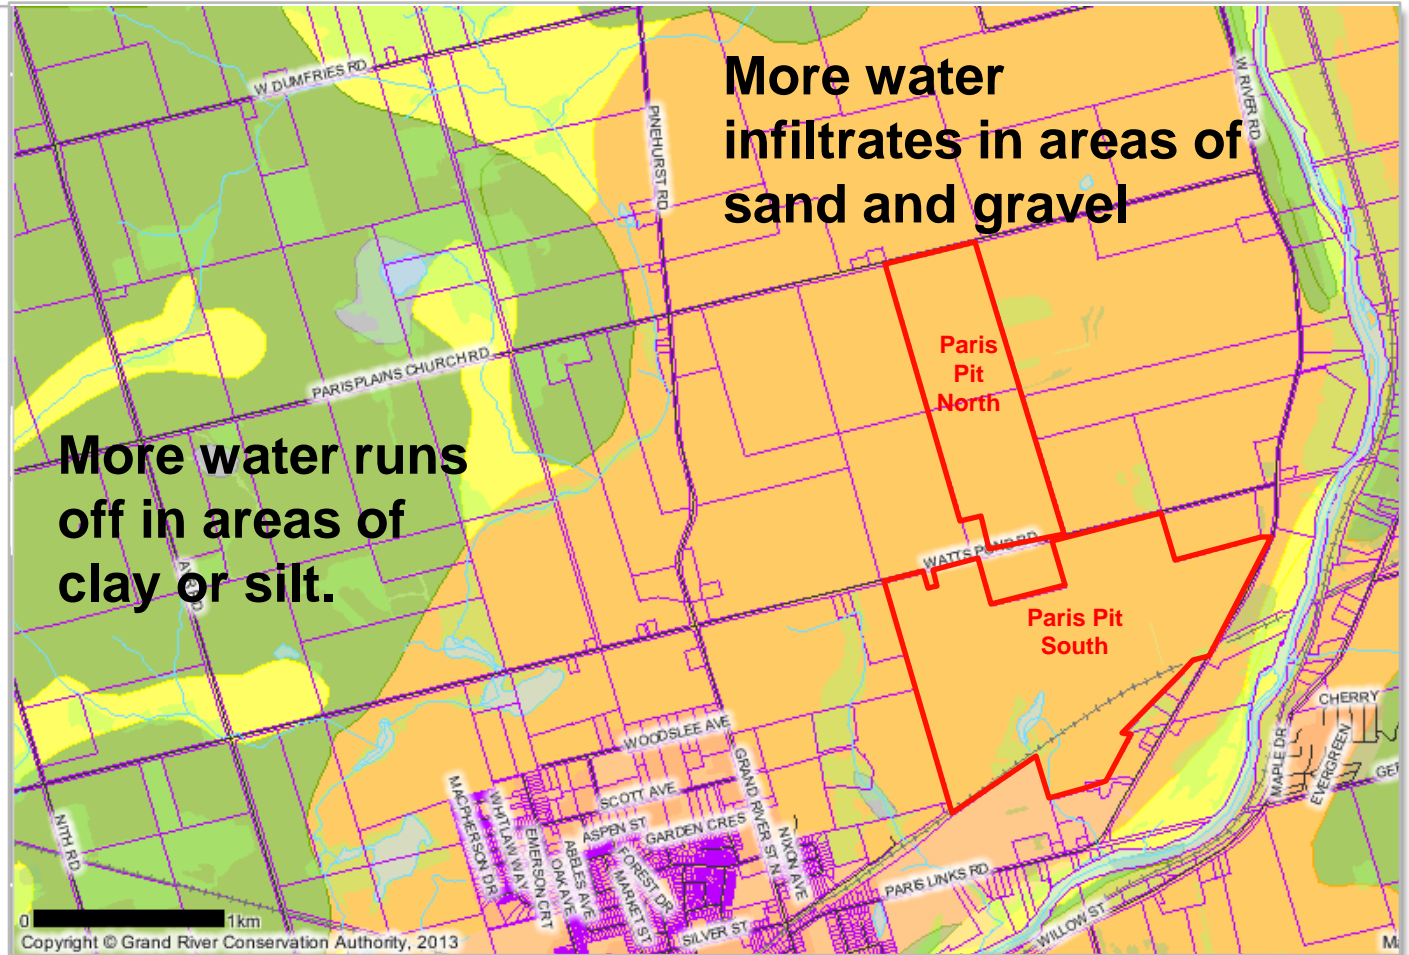 W DUMFRIES RD
PINEHURST RD
W RIVER RD
More water
infiltrates in areas of
sand and gravel
PARIS PLAINS CHURCH RD
Paris
Pit
North
More water runs
off in areas of
clay or silt.
AYR RD
WATTS POND RD
Paris Pit
South
CHERRY
MAPLE DR
EVERGREEN
WOODSLEE AVE
GRAND RIVER ST N
SCOTT AVE
MACPHERSON DR
WHITLAW WAY
EMERSON CRT
OAK AVE
ABELES AVE
ASPEN ST
GARDEN CRES
FOREST DR
MARKET ST
NIXON AVE
NITH RD
PARIS LINKS RD
SILVER ST
WILLOW ST
0 1km
Copyright © Grand River Conservation Authority, 2013